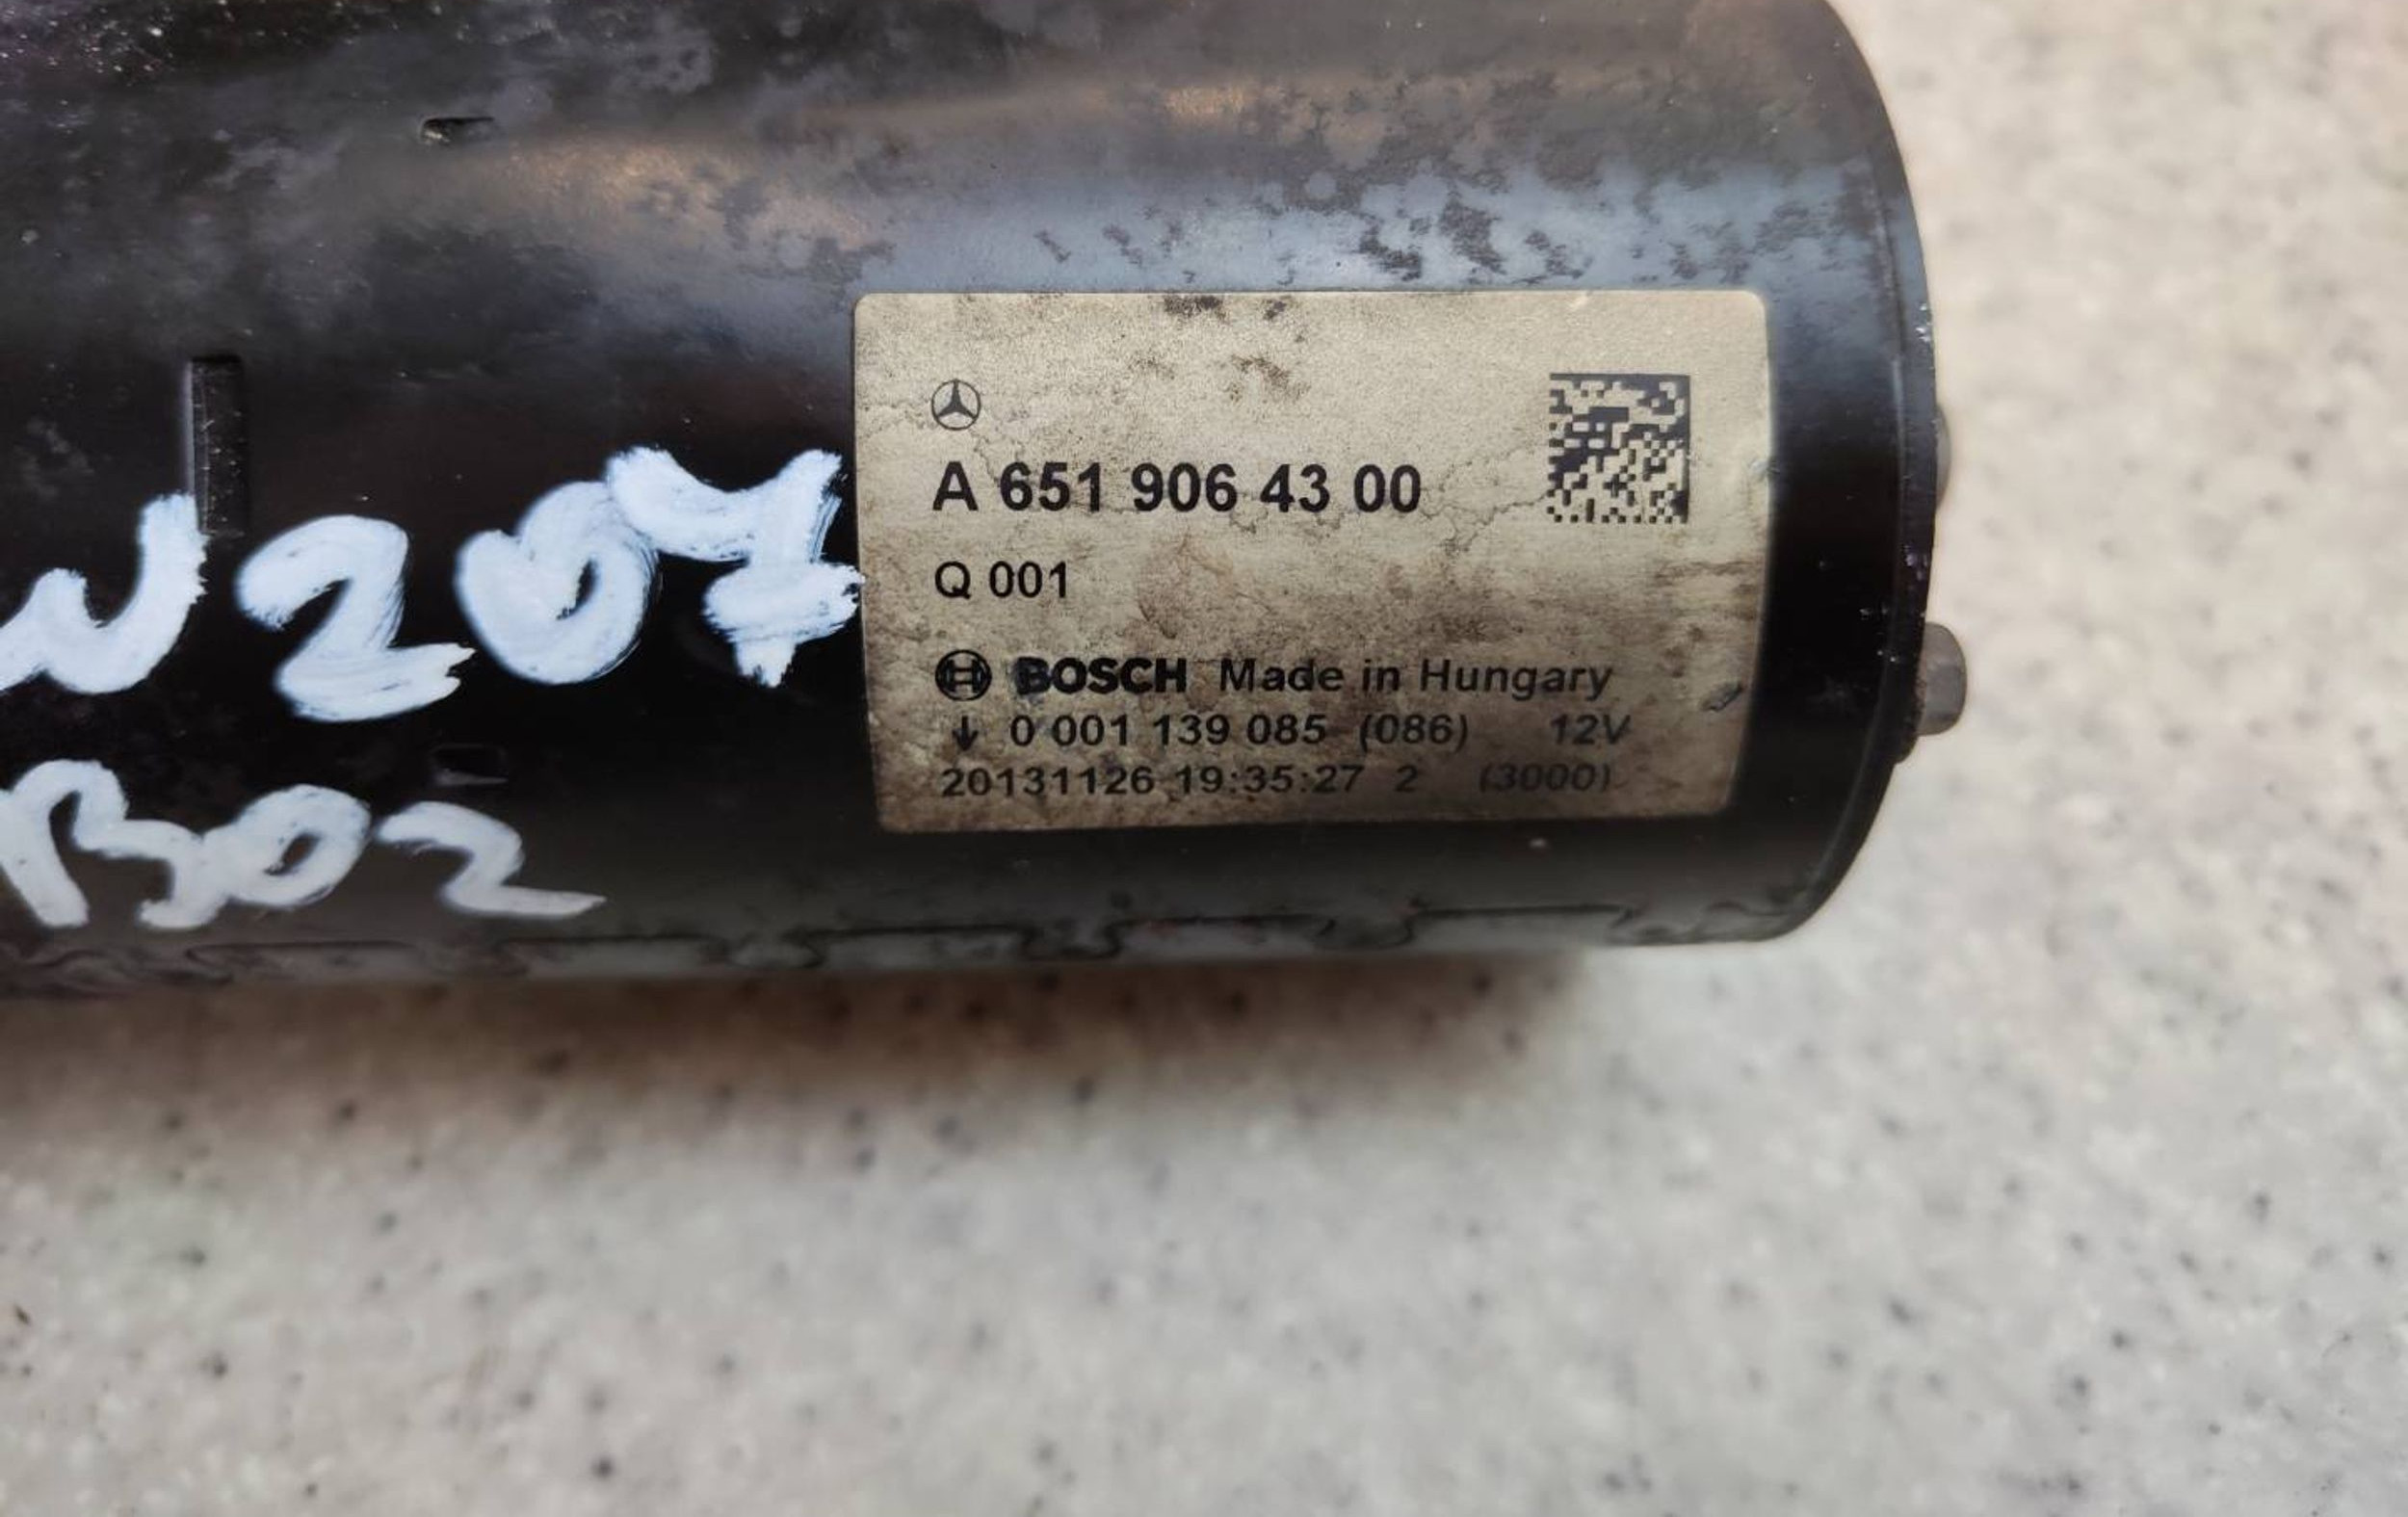 A 651 906 43 00
Q 001
BOSCH Made in Hungary
↓ 0 001 139 085 (086) 12V
20131126 19:35:27 2 (3000)
W207
B02